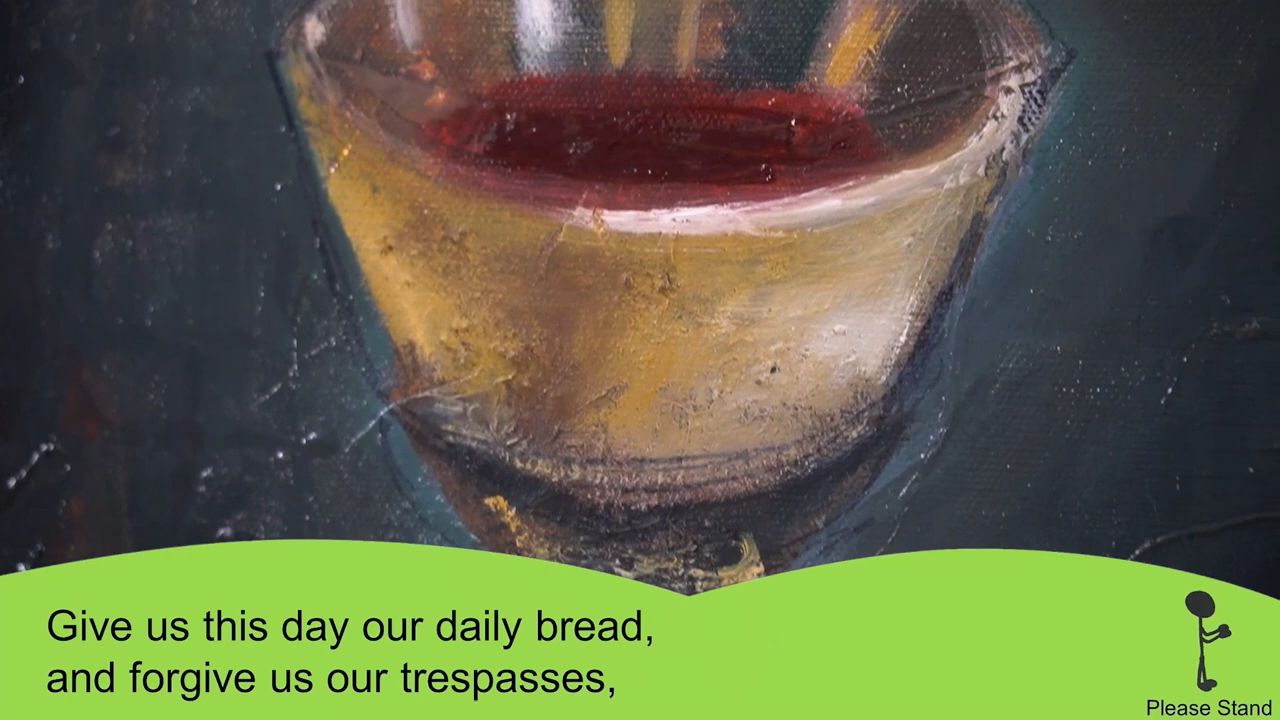 Give us this day our daily bread,
and forgive us our trespasses,
Please Stand